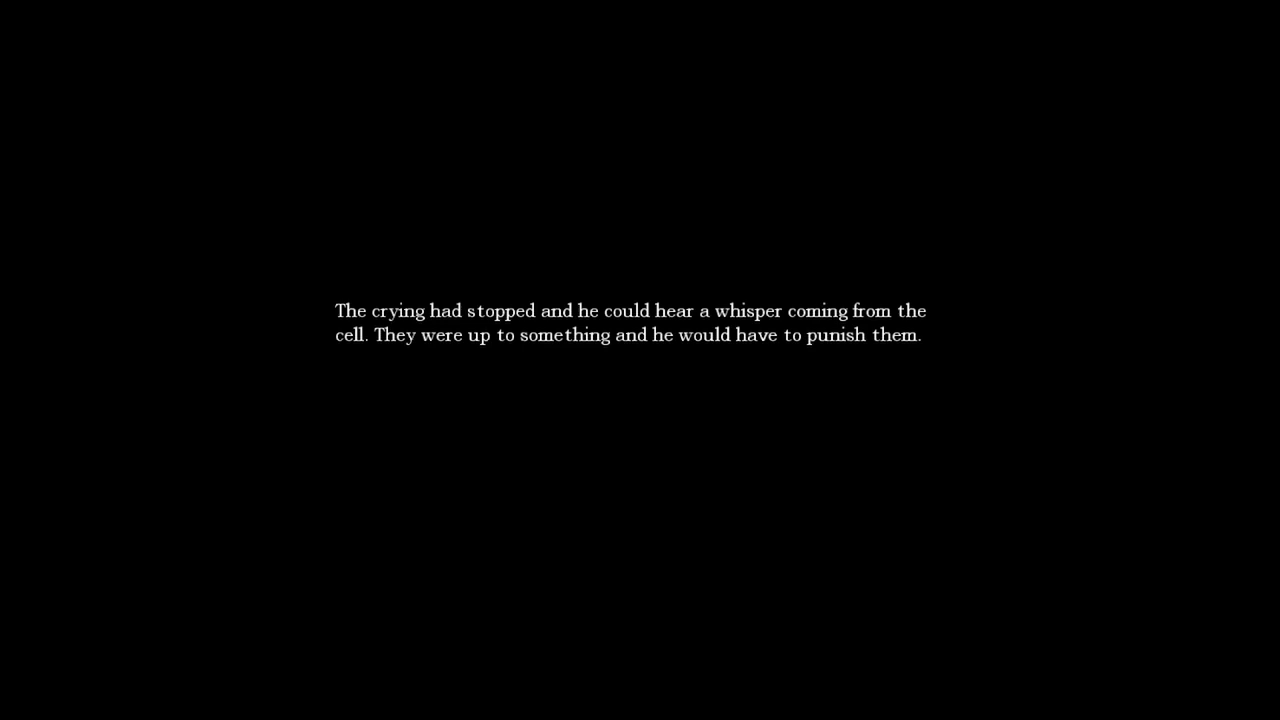 The crying had stopped and he could hear a whisper coming from the
cell. They were up to something and he would have to punish them.